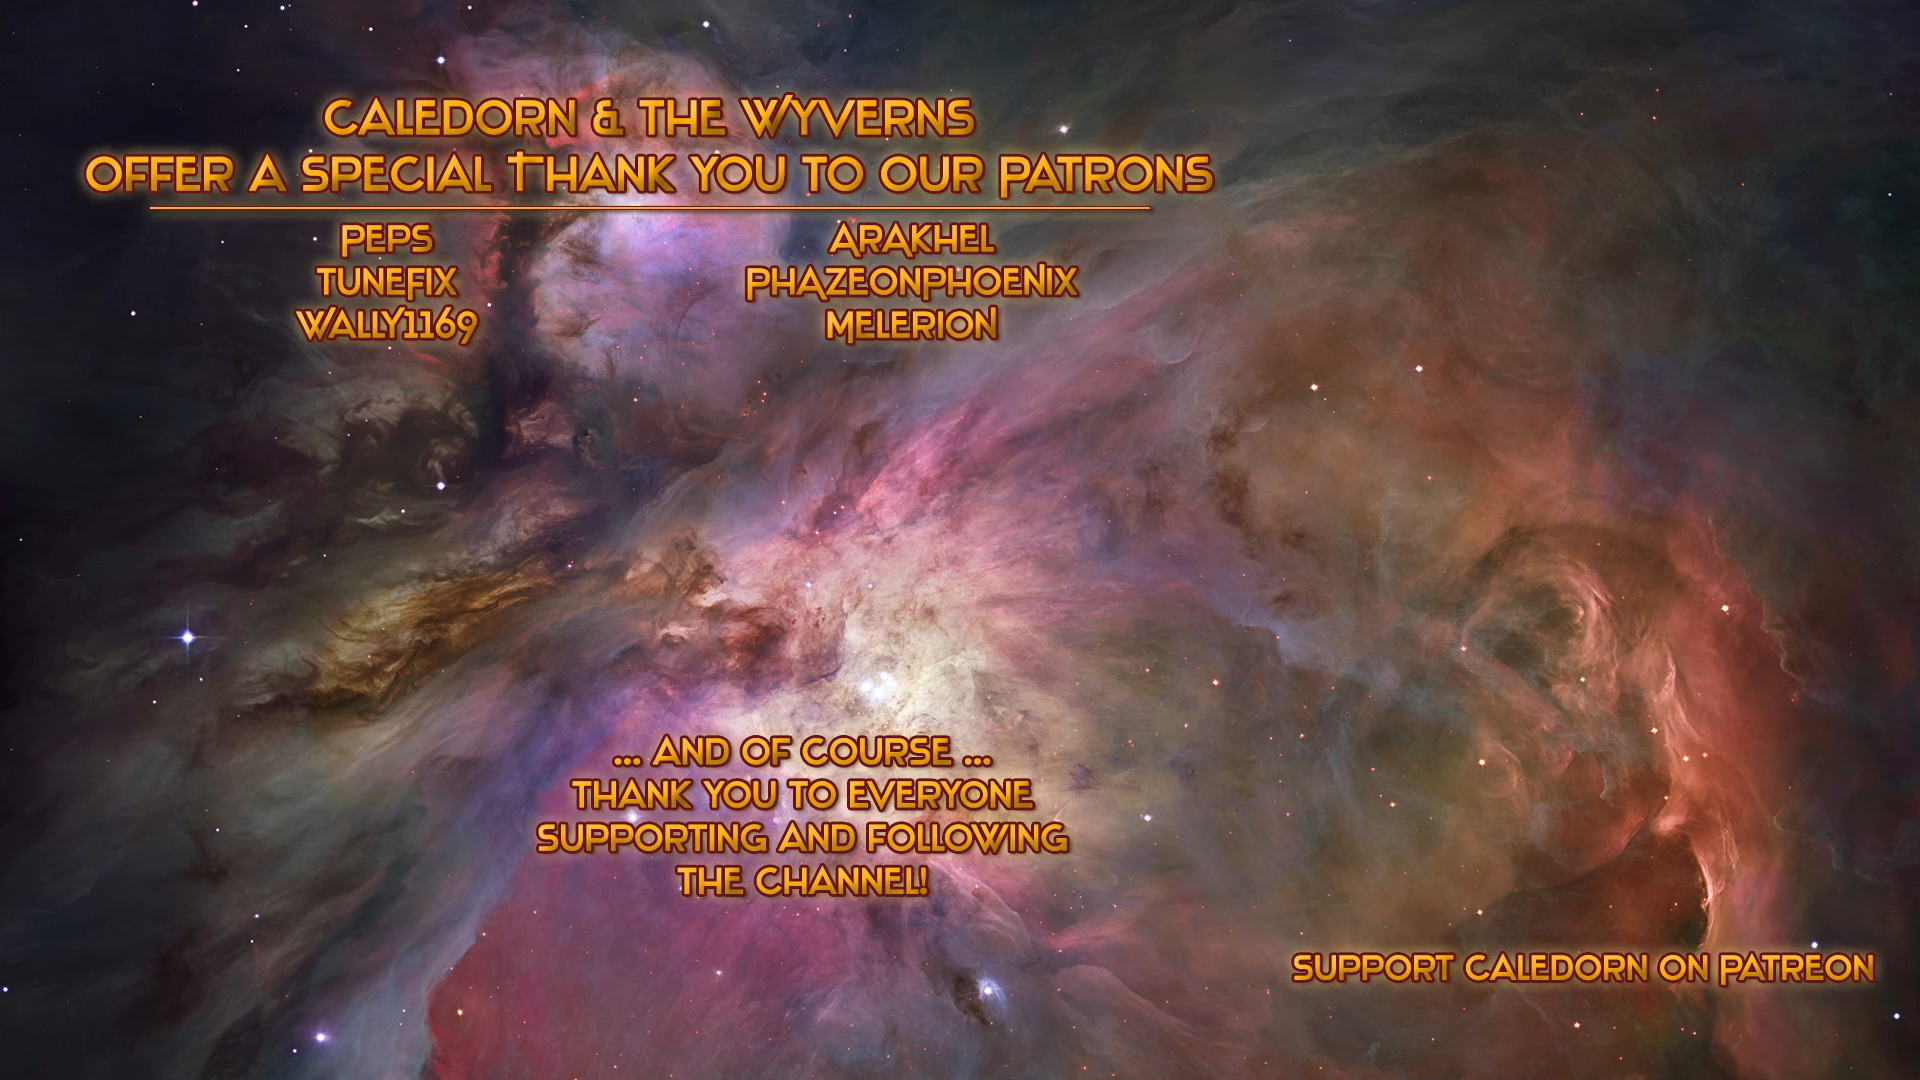 CALEDORN & THE WYVERNS
OFFER A SPECIAL THANK YOU TO OUR PATRONS
PEPS
TUNEFIX
WALLY1169
ARAKHEL
PHAZEONPHOENIX
MELERION
... AND OF COURSE ...
THANK YOU TO EVERYONE
SUPPORTING AND FOLLOWING
THE CHANNEL!
SUPPORT CALEDORN ON PATREON